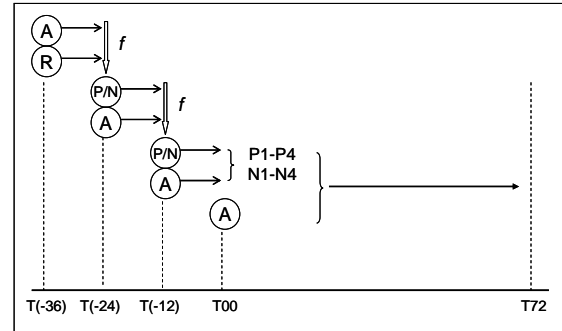 A
R
f
P/N
A
f
P/N
A
P1-P4
N1-N4
A
T(-36) T(-24) T(-12) T00 T72